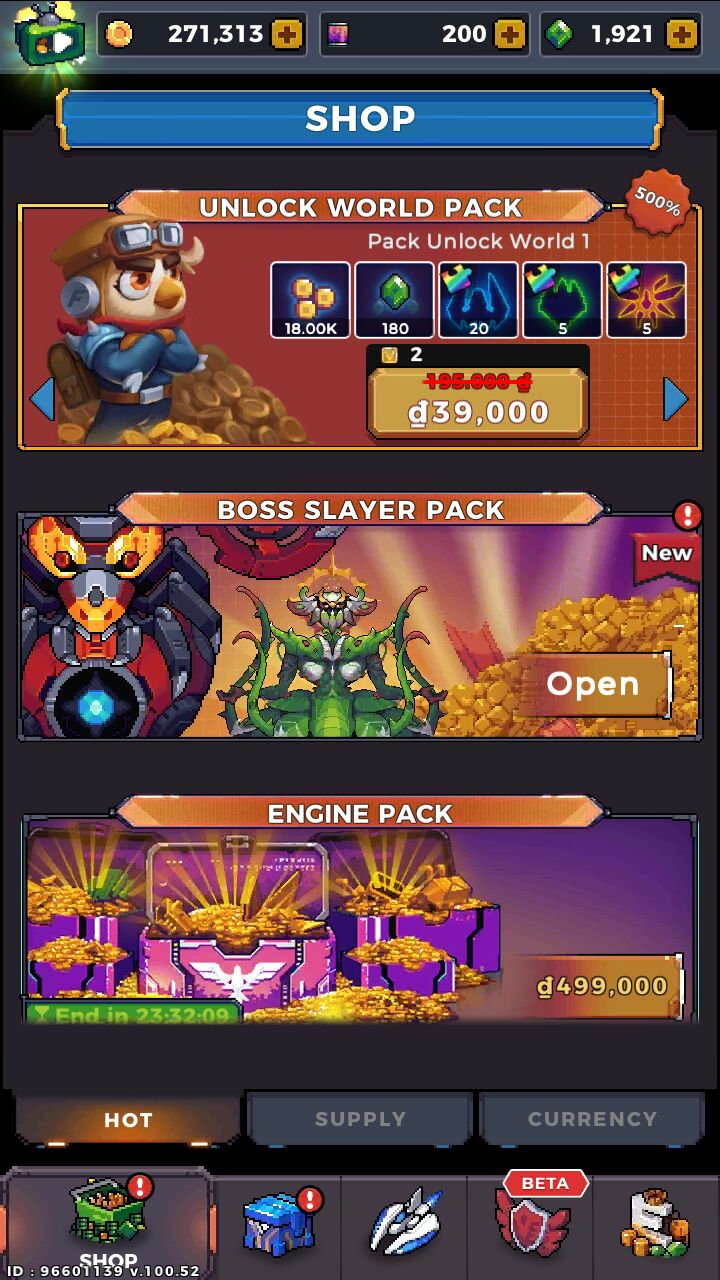 271,313
200
1,921
SHOP
UNLOCK WORLD PACK
500%
Pack Unlock World 1
18.00K
180
20
5
5
2
195.000 đ
₫39,000
BOSS SLAYER PACK
New
Open
ENGINE PACK
₫499,000
End in 23:32:09
HOT
SUPPLY
CURRENCY
BETA
SHOP
ID : 96601139 v.100.52